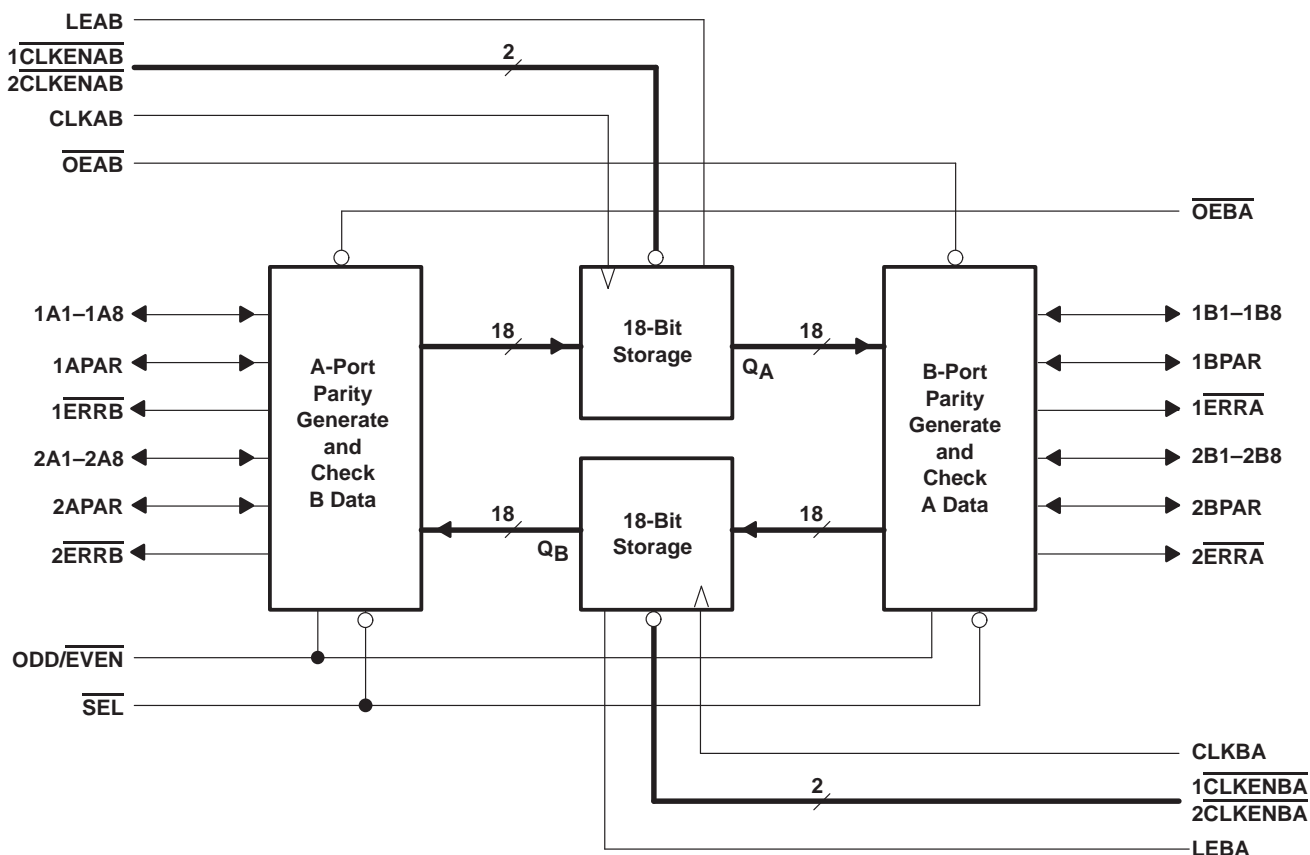 LEAB
1CLKENAB
2CLKENAB
2
CLKAB
OEAB
OEBA
1A1–1A8
1APAR
1ERRB
2A1–2A8
2APAR
2ERRB
A-Port
Parity
Generate
and
Check
B Data
18
18-Bit
Storage
QA
18
B-Port
Parity
Generate
and
Check
A Data
1B1–1B8
1BPAR
1ERRA
2B1–2B8
2BPAR
2ERRA
18
QB
18-Bit
Storage
18
ODD/EVEN
SEL
CLKBA
2
1CLKENBA
2CLKENBA
LEBA